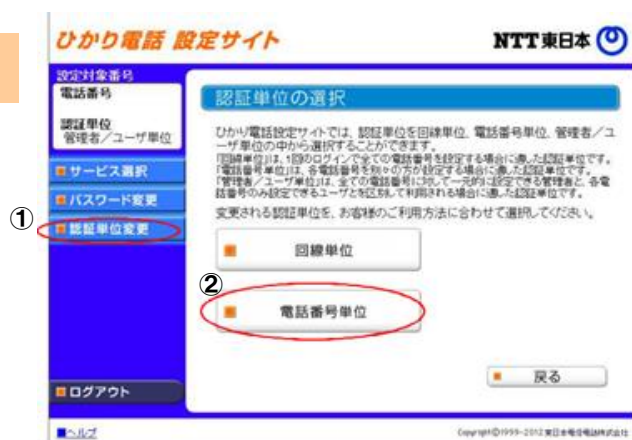 ひかり電話 設定サイト
NTT東日本
設定対象番号
電話番号
認証単位
管理者／ユーザ単位
サービス選択
パスワード変更
①
認証単位変更
ログアウト
ヘルプ
認証単位の選択
ひかり電話設定サイトでは、認証単位を回線単位、電話番号単位、管理者／ユ
ーザ単位の中から選択することができます。
「回線単位」は、1回のログインで全ての電話番号を設定する場合に適した認証単位です。
「電話番号単位」は、各電話番号を別々の方が設定する場合に適した認証単位です。
「管理者／ユーザ単位」は、全ての電話番号に対して一元的に設定できる管理者と、各電
話番号のみ設定できるユーザとを区別して利用される場合に適した認証単位です。
変更される認証単位を、お客様のご利用方法に合わせて選択してください。
回線単位
②
電話番号単位
戻る
Copyright©1999-2012 東日本電信電話株式会社